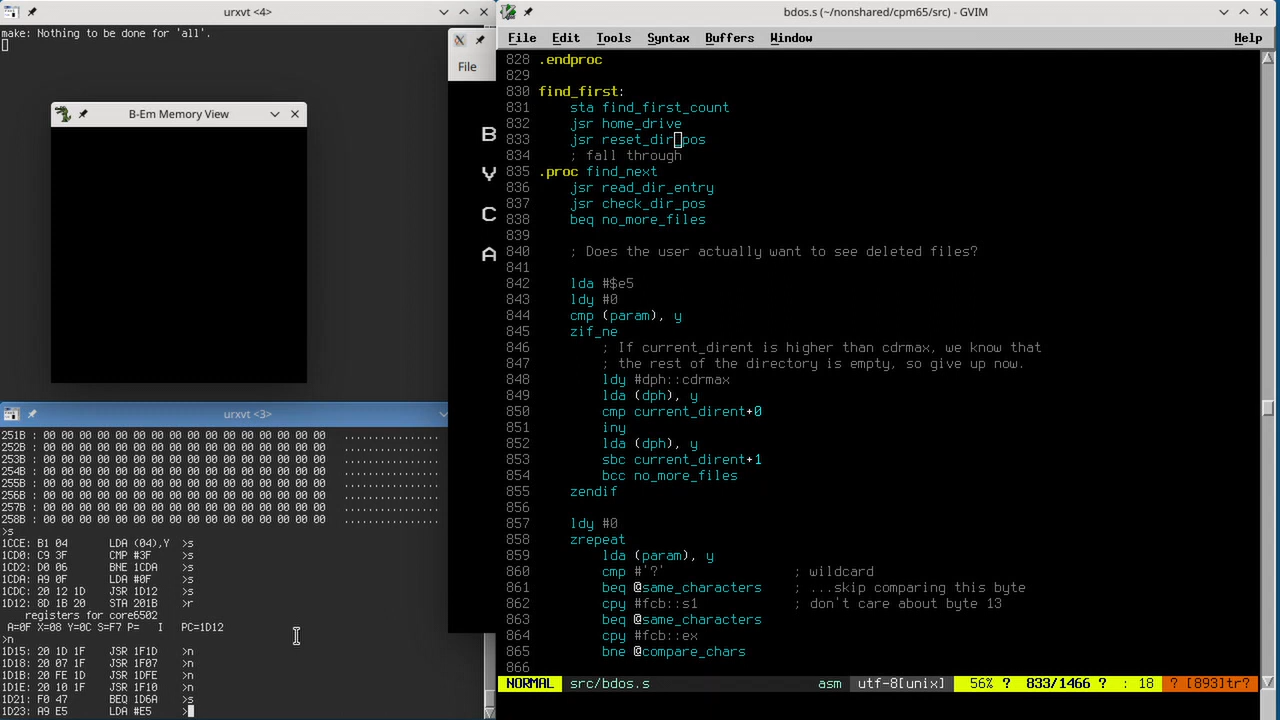 urxvt <4>
make: Nothing to be done for 'all'.
B-Em Memory View
urxvt <3>
251B : 00 00 00 00 00 00 00 00 00 00 00 00 00 00 00 00   ................
252B : 00 00 00 00 00 00 00 00 00 00 00 00 00 00 00 00   ................
253B : 00 00 00 00 00 00 00 00 00 00 00 00 00 00 00 00   ................
254B : 00 00 00 00 00 00 00 00 00 00 00 00 00 00 00 00   ................
255B : 00 00 00 00 00 00 00 00 00 00 00 00 00 00 00 00   ................
256B : 00 00 00 00 00 00 00 00 00 00 00 00 00 00 00 00   ................
257B : 00 00 00 00 00 00 00 00 00 00 00 00 00 00 00 00   ................
258B : 00 00 00 00 00 00 00 00 00 00 00 00 00 00 00 00   ................
>s
1CCE: B1 04      LDA (04),Y  >s
1CD0: C9 3F      CMP #3F     >s
1CD2: D0 06      BNE 1CDA    >s
1CDA: A9 0F      LDA #0F     >s
1CDC: 20 12 1D   JSR 1D12    >s
1D12: 8D 1B 20   STA 201B    >r
    registers for core6502
 A=0F X=08 Y=0C S=F7 P=   I   PC=1D12
>n
1D15: 20 1D 1F   JSR 1F1D    >n
1D18: 20 07 1F   JSR 1F07    >n
1D1B: 20 FE 1D   JSR 1DFE    >n
1D1E: 20 10 1F   JSR 1F10    >n
1D21: F0 47      BEQ 1D6A    >s
1D23: A9 E5      LDA #E5     >
File
B
Y
C
A
bdos.s (~/nonshared/cpm65/src) - GVIM
File Edit Tools Syntax Buffers Window Help
828 .endproc
829
830 find_first:
831     sta find_first_count
832     jsr home_drive
833     jsr reset_dir_pos
834     ; fall through
835 .proc find_next
836     jsr read_dir_entry
837     jsr check_dir_pos
838     beq no_more_files
839
840     ; Does the user actually want to see deleted files?
841
842     lda #$e5
843     ldy #0
844     cmp (param), y
845     zif_ne
846         ; If current_dirent is higher than cdrmax, we know that
847         ; the rest of the directory is empty, so give up now.
848         ldy #dph::cdrmax
849         lda (dph), y
850         cmp current_dirent+0
851         iny
852         lda (dph), y
853         sbc current_dirent+1
854         bcc no_more_files
855     zendif
856
857     ldy #0
858     zrepeat
859         lda (param), y
860         cmp #'?'                ; wildcard
861         beq @same_characters    ; ...skip comparing this byte
862         cpy #fcb::s1            ; don't care about byte 13
863         beq @same_characters
864         cpy #fcb::ex
865         bne @compare_chars
866
NORMAL src/bdos.s asm utf-8[unix] 56% ? 833/1466 ? : 18 ? [893]tr?